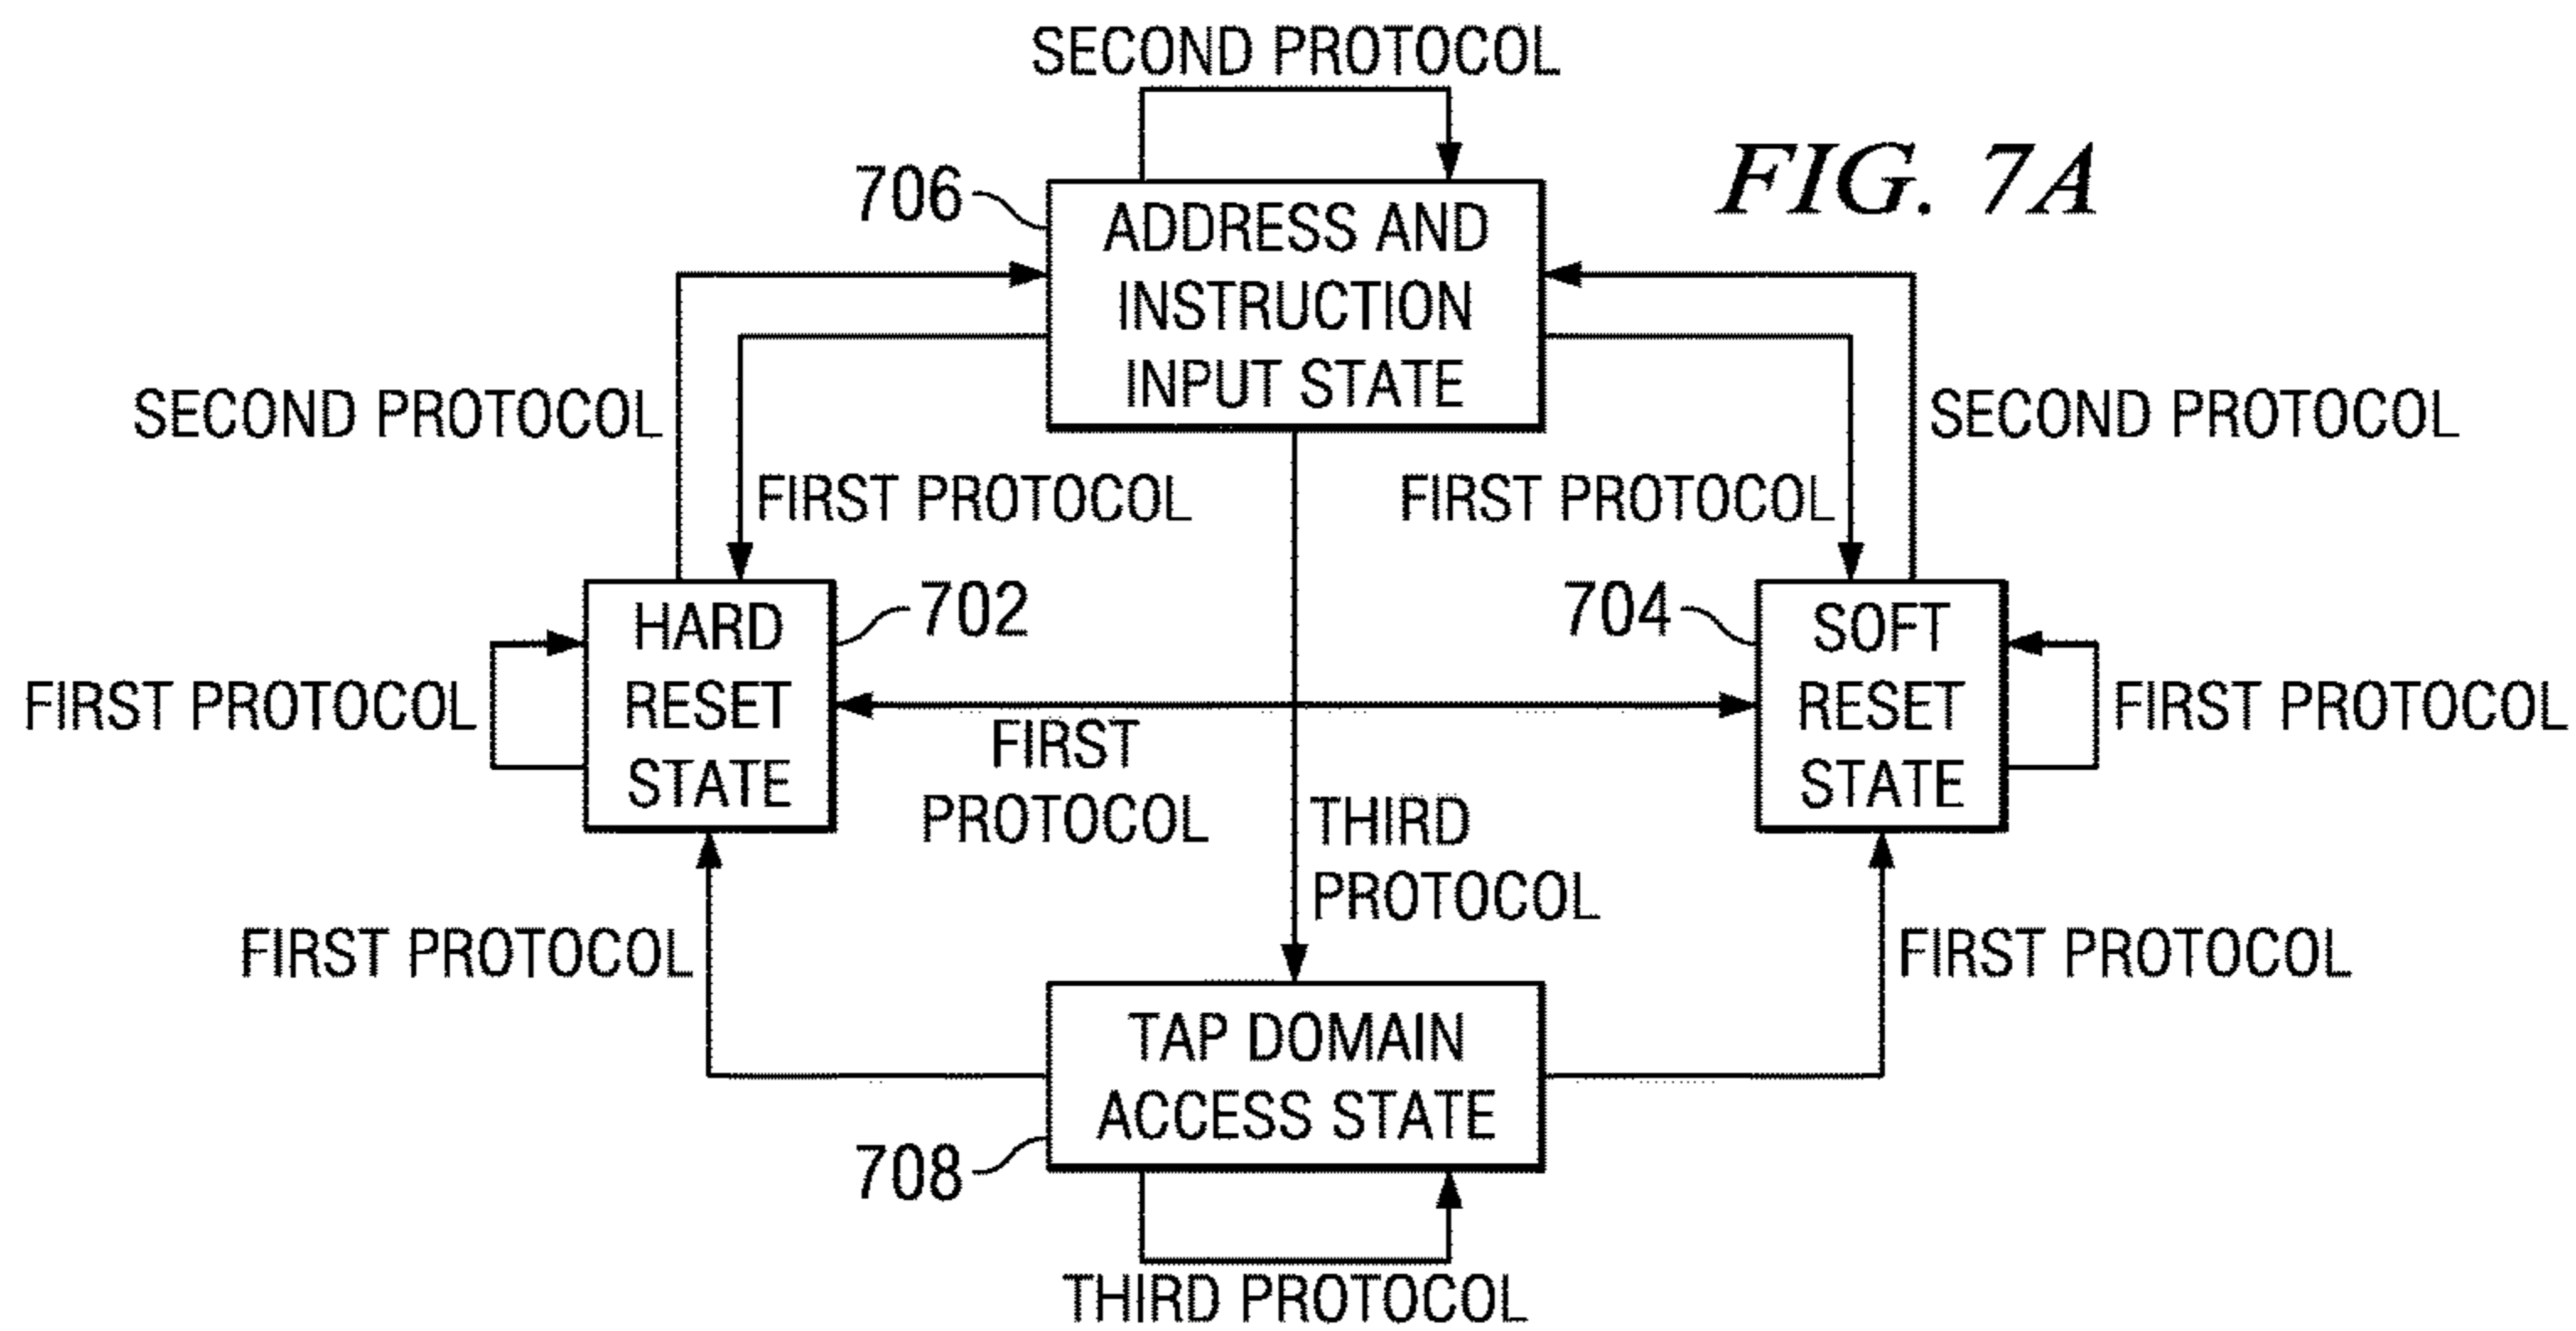 SECOND PROTOCOL
FIG. 7A
706
ADDRESS AND
INSTRUCTION
INPUT STATE
SECOND PROTOCOL
SECOND PROTOCOL
FIRST PROTOCOL
FIRST PROTOCOL
HARD
RESET
STATE
702
704
SOFT
RESET
STATE
FIRST PROTOCOL
FIRST PROTOCOL
FIRST
PROTOCOL
THIRD
PROTOCOL
FIRST PROTOCOL
FIRST PROTOCOL
TAP DOMAIN
ACCESS STATE
708
THIRD PROTOCOL